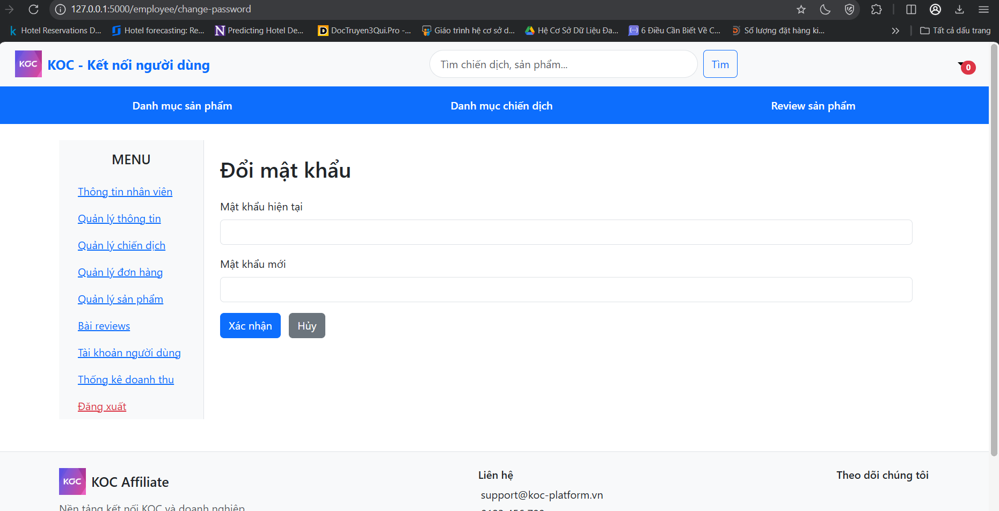 127.0.0.1:5000/employee/change-password
Hotel Reservations D...
Hotel forecasting: Re...
Predicting Hotel De...
DocTruyen3Qui.Pro -...
Giáo trình hệ cơ sở d...
Hệ Cơ Sở Dữ Liệu Đa...
6 Điều Cần Biết Về C...
Số lượng đặt hàng ki...
Tất cả dấu trang
KOC
KOC - Kết nối người dùng
Tìm chiến dịch, sản phẩm...
Tìm
0
Danh mục sản phẩm
Danh mục chiến dịch
Review sản phẩm
MENU
Thông tin nhân viên
Quản lý thông tin
Quản lý chiến dịch
Quản lý đơn hàng
Quản lý sản phẩm
Bài reviews
Tài khoản người dùng
Thống kê doanh thu
Đăng xuất
Đổi mật khẩu
Mật khẩu hiện tại
Mật khẩu mới
Xác nhận
Hủy
KOC
KOC Affiliate
Nền tảng kết nối KOC và doanh nghiệp
Liên hệ
support@koc-platform.vn
Theo dõi chúng tôi